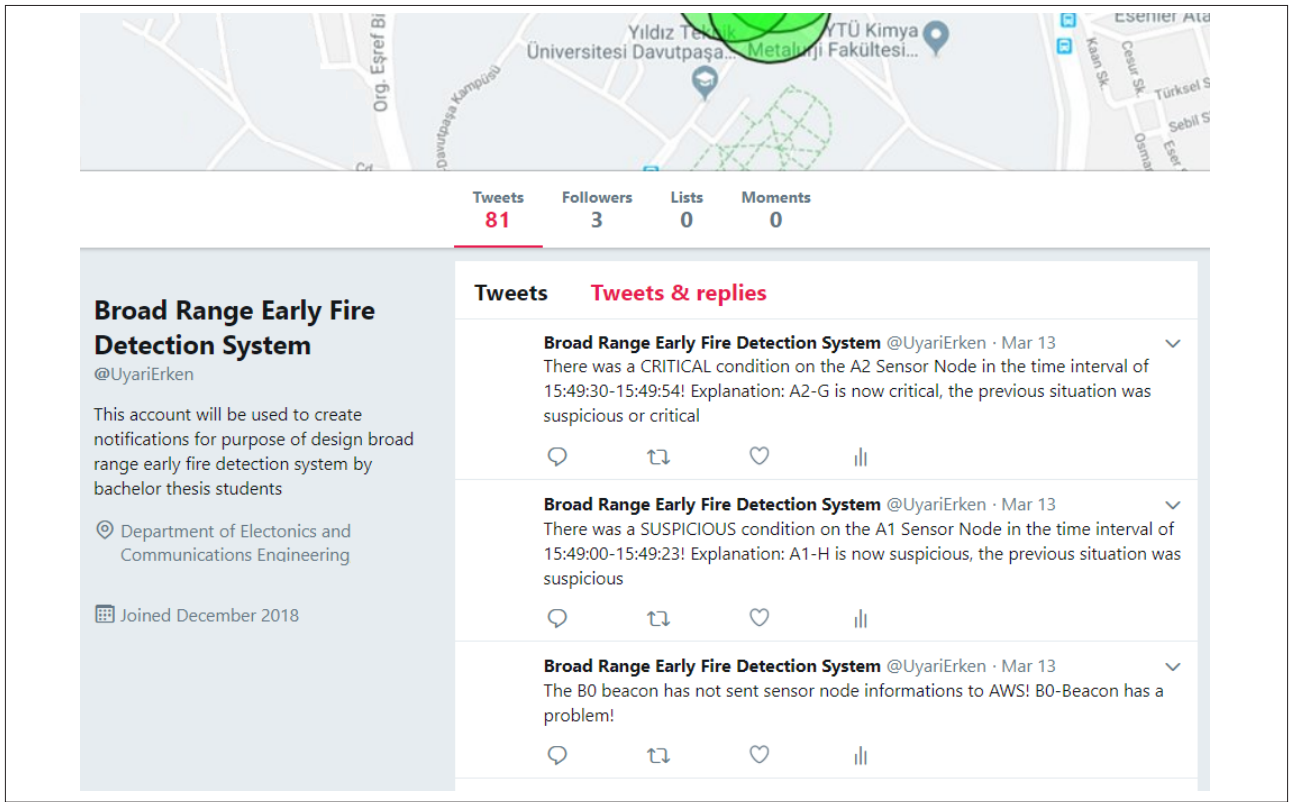 Org. Eşref Bi
Yıldız Teknik
Üniversitesi Davutpaşa...
YTÜ Kimya
Metalurji Fakültesi...
Davutpaşa Kampüsü
Cd
Esenler Ata
Kaan Sk.
Cesur Sk.
Türksel S
Sebil S
Osman
Eser S
Tweets Followers Lists Moments
81 3 0 0
Broad Range Early Fire
Detection System
@UyariErken
This account will be used to create
notifications for purpose of design broad
range early fire detection system by
bachelor thesis students
Department of Electonics and
Communications Engineering
Joined December 2018
Tweets Tweets & replies
Broad Range Early Fire Detection System @UyariErken · Mar 13
There was a CRITICAL condition on the A2 Sensor Node in the time interval of
15:49:30-15:49:54! Explanation: A2-G is now critical, the previous situation was
suspicious or critical
Broad Range Early Fire Detection System @UyariErken · Mar 13
There was a SUSPICIOUS condition on the A1 Sensor Node in the time interval of
15:49:00-15:49:23! Explanation: A1-H is now suspicious, the previous situation was
suspicious
Broad Range Early Fire Detection System @UyariErken · Mar 13
The B0 beacon has not sent sensor node informations to AWS! B0-Beacon has a
problem!